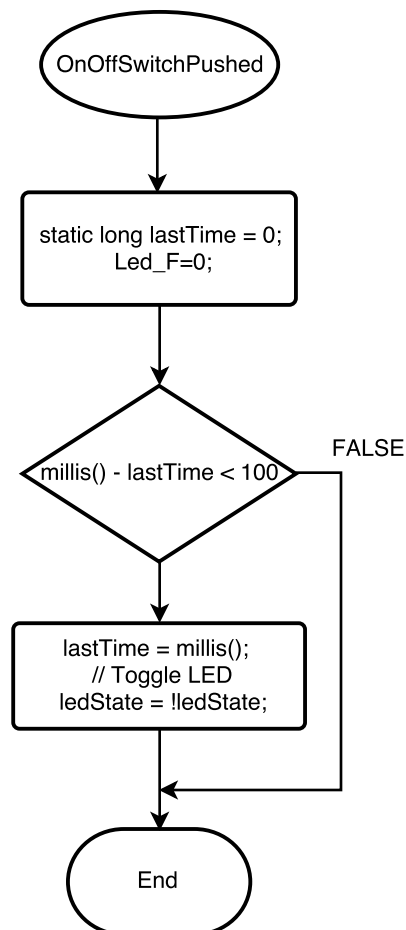 OnOffSwitchPushed
static long lastTime = 0;
Led_F=0;
millis() - lastTime < 100
FALSE
lastTime = millis();
// Toggle LED
ledState = !ledState;
End